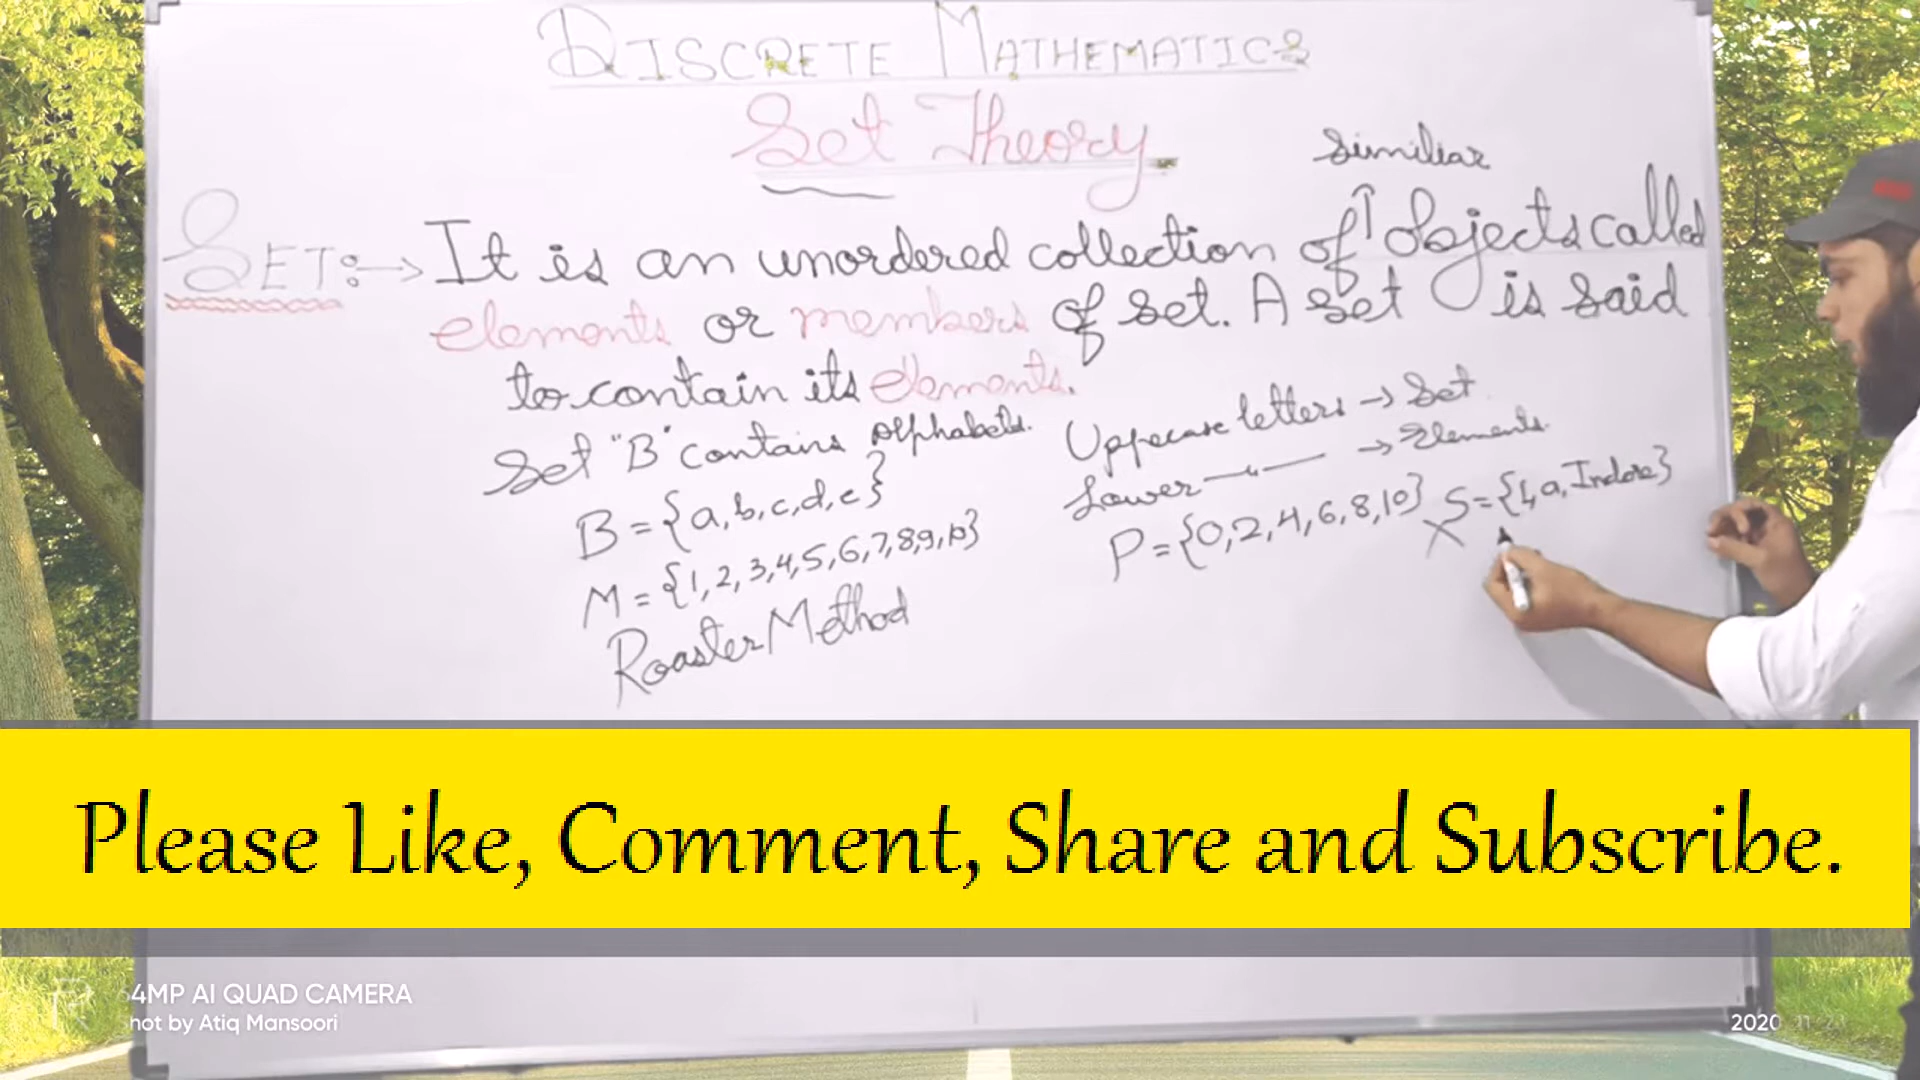 DISCRETE MATHEMATICS
Set Theory
similiar
SET:→ It is an unordered collection of ↑ objects called
elements or members of set. A set is said
to contain its elements.
Set "B" contains alphabets.
B = {a, b, c, d, e}
M = {1, 2, 3, 4, 5, 6, 7, 8, 9, 10}
Roaster Method
Uppercase letters → Set
Lower —"— → Elements
P = {0, 2, 4, 6, 8, 10}
X S = {1, a, Indore}
Please Like, Comment, Share and Subscribe.
4MP AI QUAD CAMERA
hot by Atiq Mansoori
2020